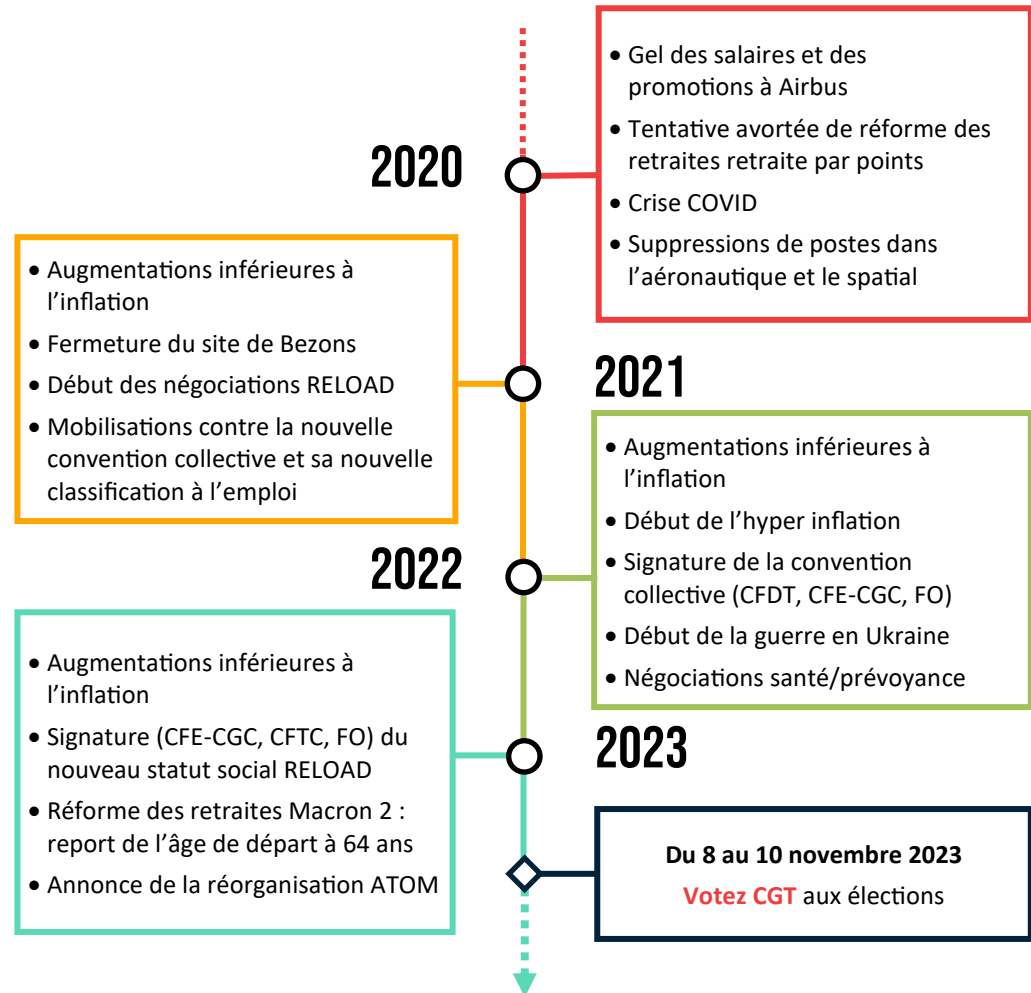 2020
• Gel des salaires et des
promotions à Airbus
• Tentative avortée de réforme des
retraites retraite par points
• Crise COVID
• Suppressions de postes dans
l’aéronautique et le spatial
2021
• Augmentations inférieures à
l’inflation
• Fermeture du site de Bezons
• Début des négociations RELOAD
• Mobilisations contre la nouvelle
convention collective et sa nouvelle
classification à l’emploi
2022
• Augmentations inférieures à
l’inflation
• Début de l’hyper inflation
• Signature de la convention
collective (CFDT, CFE-CGC, FO)
• Début de la guerre en Ukraine
• Négociations santé/prévoyance
2023
• Augmentations inférieures à
l’inflation
• Signature (CFE-CGC, CFTC, FO) du
nouveau statut social RELOAD
• Réforme des retraites Macron 2 :
report de l’âge de départ à 64 ans
• Annonce de la réorganisation ATOM
Du 8 au 10 novembre 2023
Votez CGT aux élections